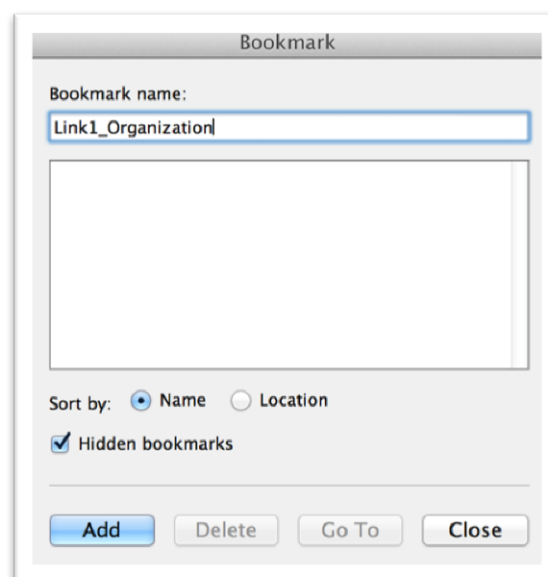 Bookmark
Bookmark name:
Link1_Organization
Sort by: Name Location
Hidden bookmarks
Add Delete Go To Close